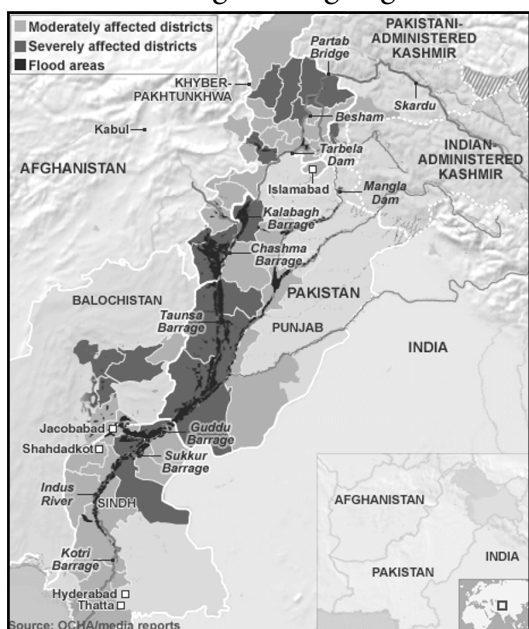 Moderately affected districts
Severely affected districts
Flood areas
PAKISTANI-
ADMINISTERED
KASHMIR
Partab
Bridge
KHYBER-
PAKHTUNKHWA
Skardu
Besham
Kabul
Tarbela
Dam
INDIAN
ADMINISTERED
KASHMIR
AFGHANISTAN
Islamabad
Mangla
Dam
Kalabagh
Barrage
Chashma
Barrage
BALOCHISTAN
PAKISTAN
Taunsa
Barrage
PUNJAB
INDIA
Jacobabad
Guddu
Barrage
Shahdadkot
Sukkur
Barrage
Indus
River
SINDH
AFGHANISTAN
Kotri
Barrage
INDIA
PAKISTAN
Hyderabad
Thatta
Source: OCHA/media reports